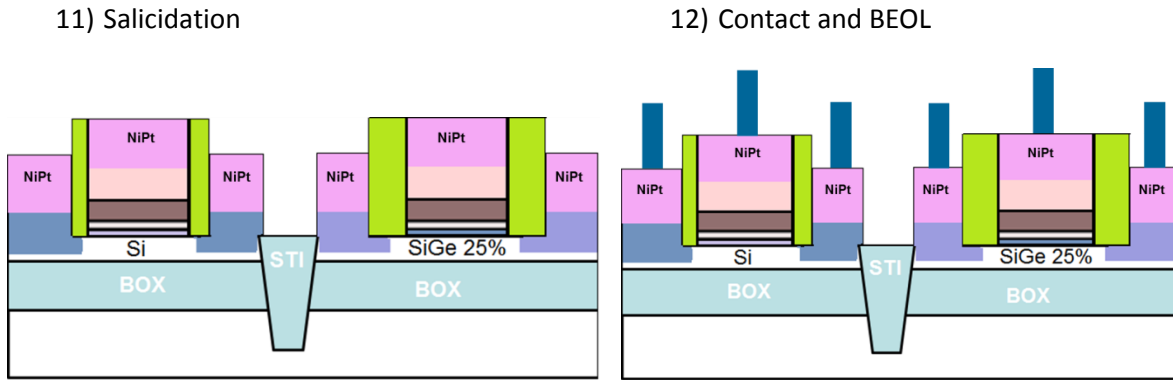 11) Salicidation
12) Contact and BEOL
NiPt
NiPt
NiPt
NiPt
NiPt
Si
STI
SiGe 25%
BOX
BOX
NiPt
NiPt
NiPt
NiPt
NiPt
NiPt
Si
STI
SiGe 25%
BOX
BOX